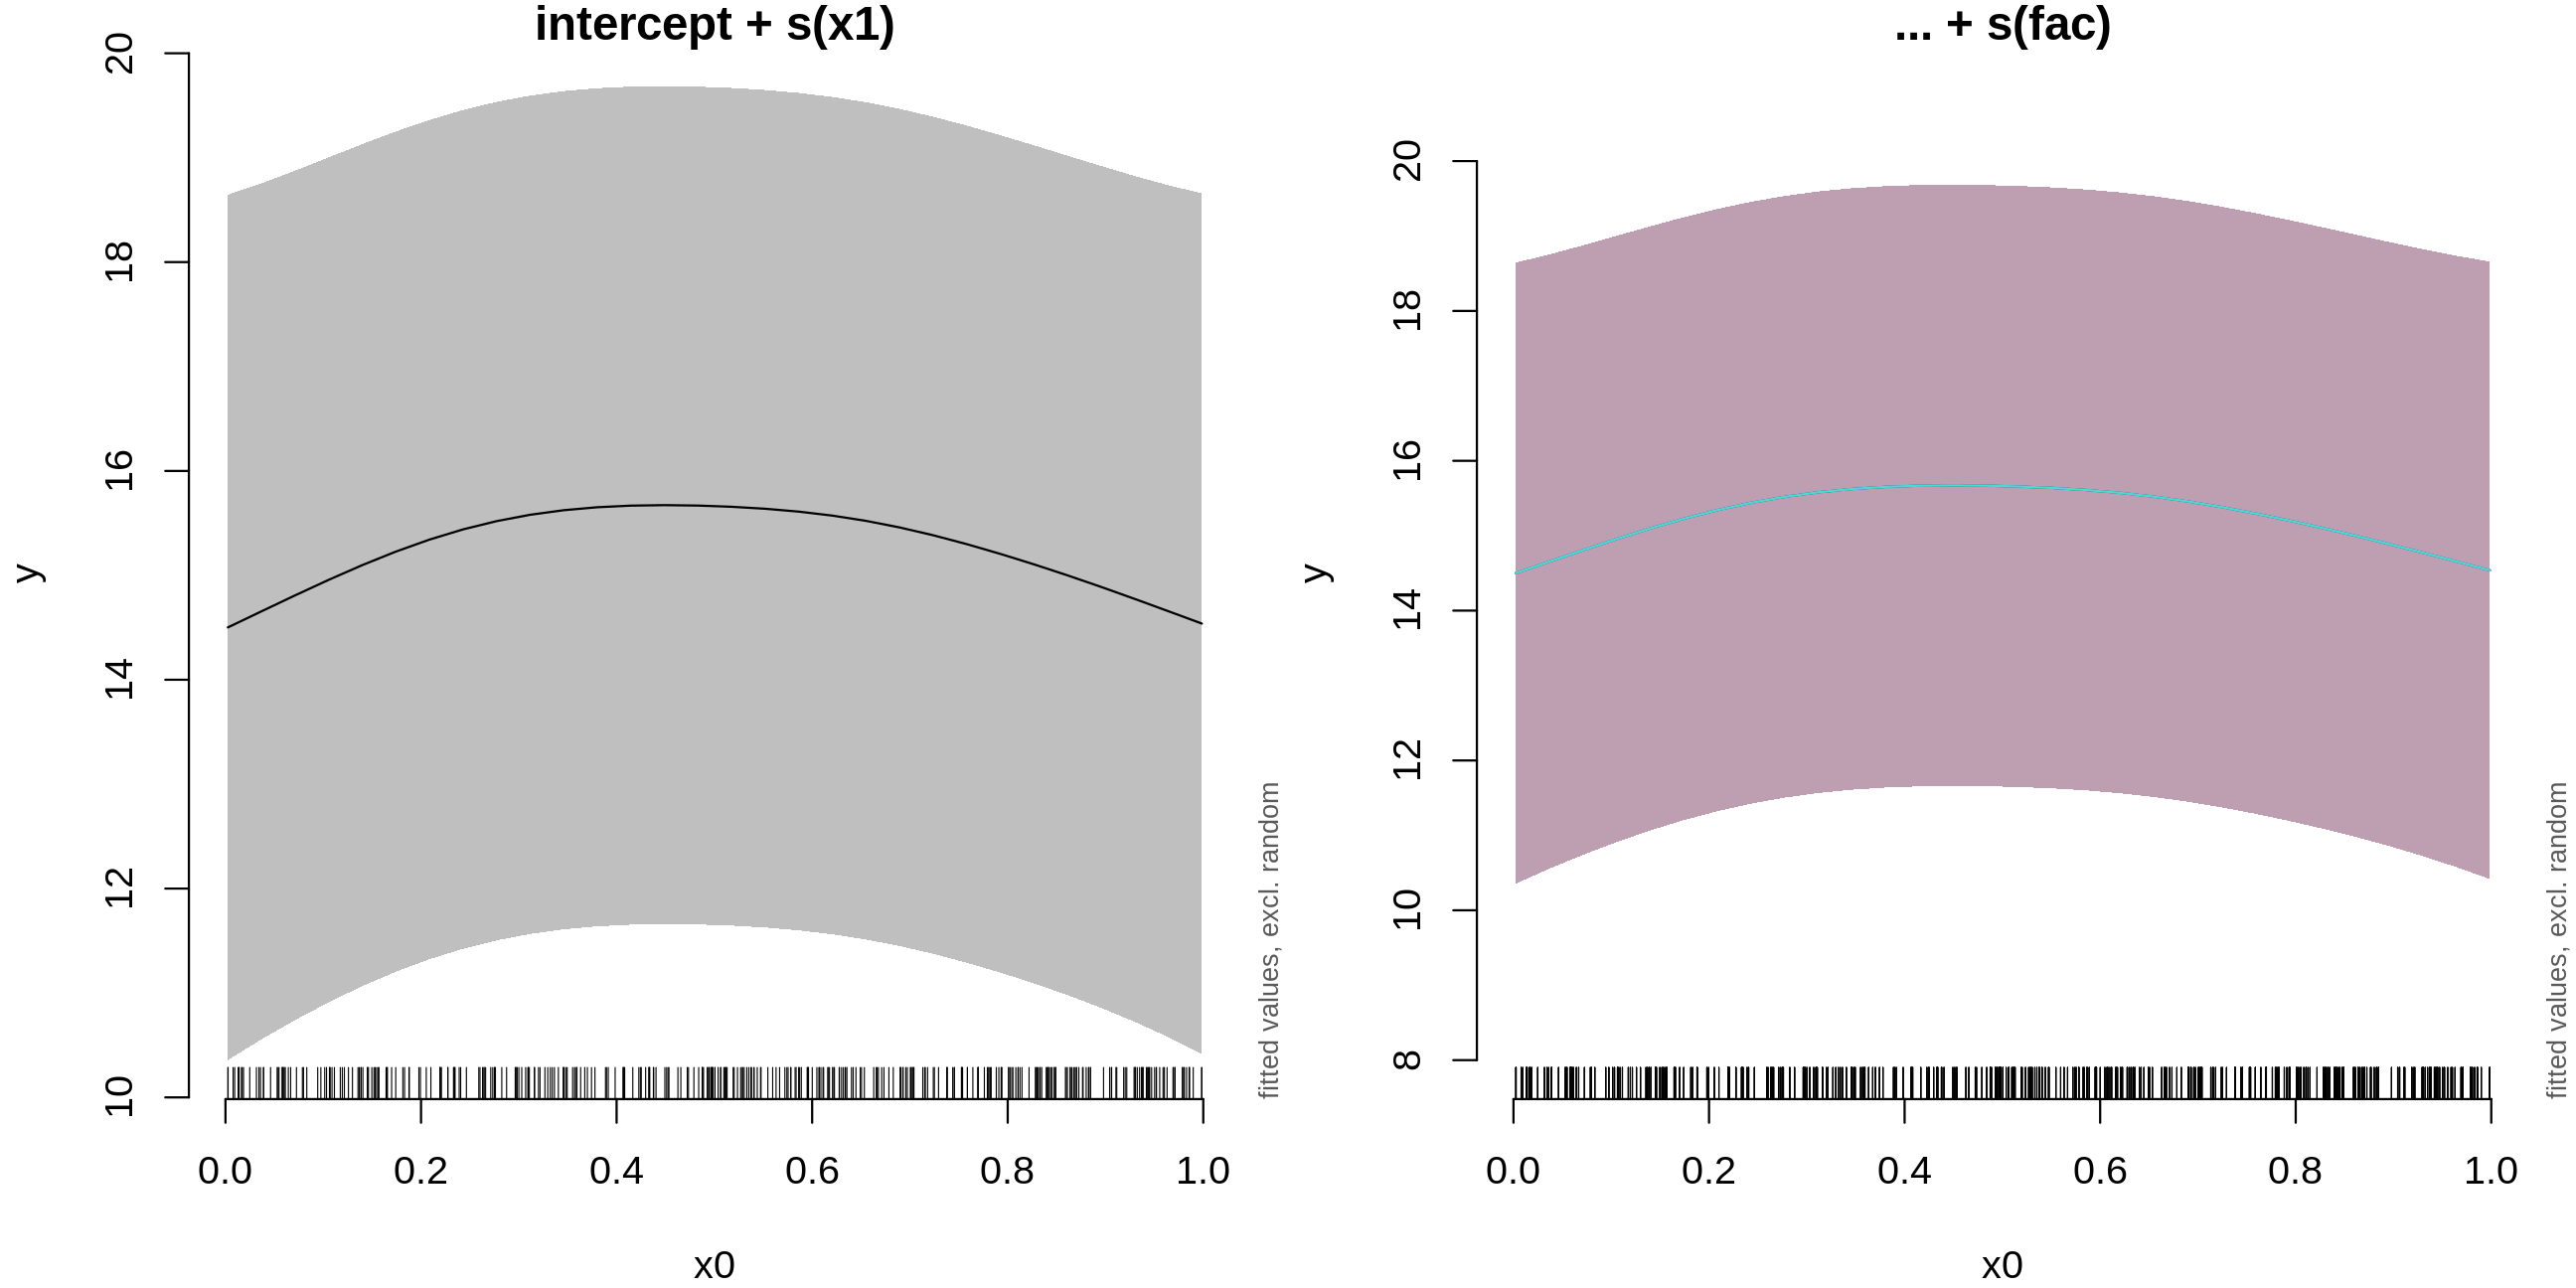 intercept + s(x1)
20
18
16
14
12
10
y
0.0 0.2 0.4 0.6 0.8 1.0
x0
fitted values, excl. random
... + s(fac)
20
18
16
14
12
10
8
y
0.0 0.2 0.4 0.6 0.8 1.0
x0
fitted values, excl. random